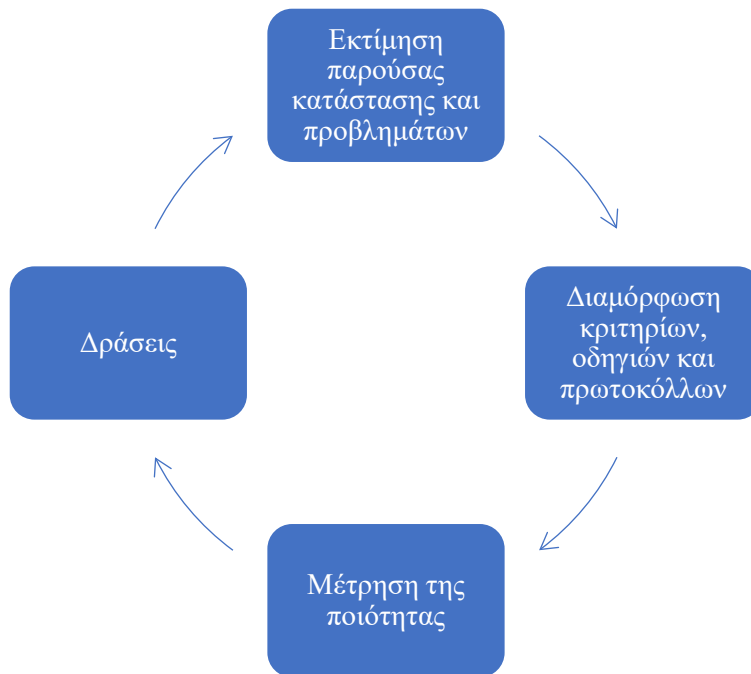 Εκτίμηση
παρούσας
κατάστασης και
προβλημάτων
Διαμόρφωση
κριτηρίων,
οδηγιών και
πρωτοκόλλων
Μέτρηση της
ποιότητας
Δράσεις